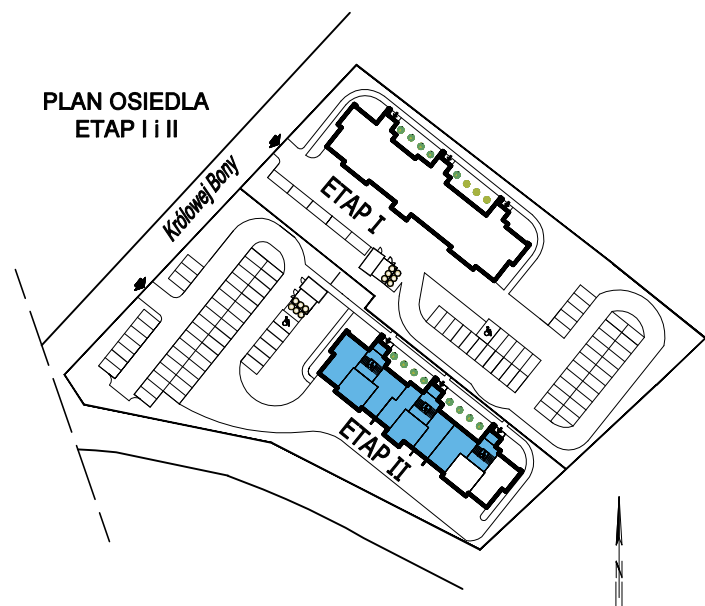 PLAN OSIEDLA
ETAP I i II
Królowej Bony
ETAP I
ETAP II
N